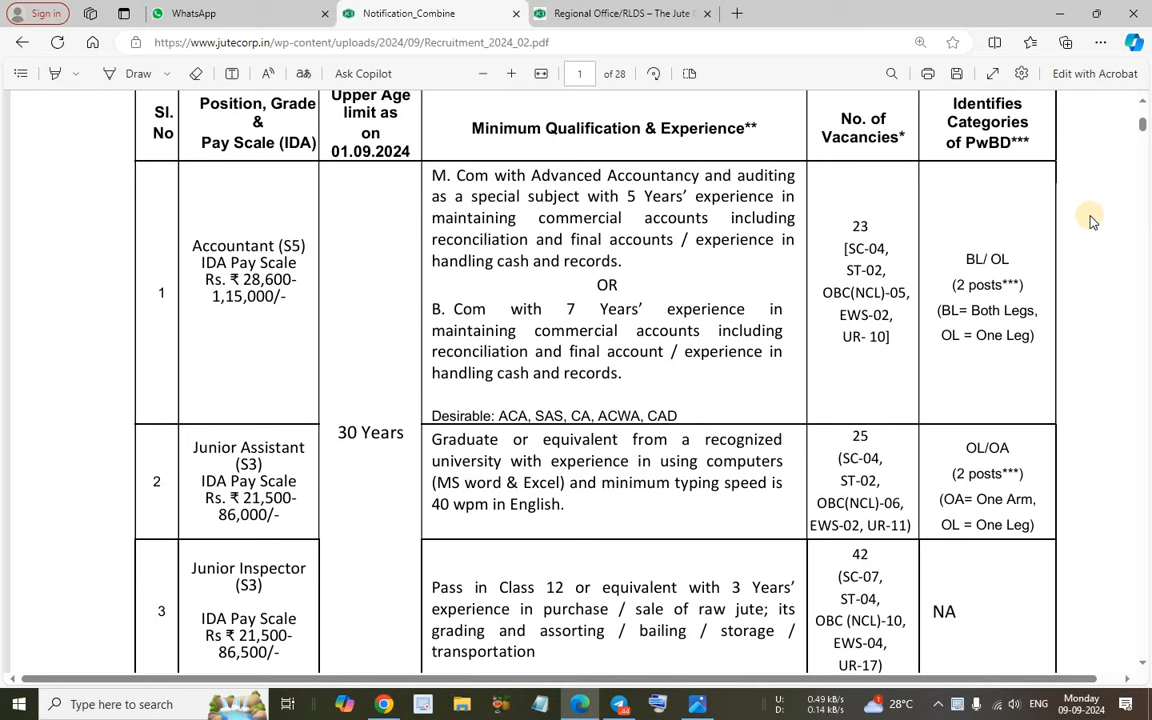 Sign in
WhatsApp
Notification_Combine
Regional Office/RLDS – The Jute C
https://www.jutecorp.in/wp-content/uploads/2024/09/Recruitment_2024_02.pdf
Draw
Ask Copilot
1
of 28
Edit with Acrobat
Sl.
No
Position, Grade
&
Pay Scale (IDA)
Upper Age
limit as
on
01.09.2024
Minimum Qualification & Experience**
No. of
Vacancies*
Identifies
Categories
of PwBD***
1
Accountant (S5)
IDA Pay Scale
Rs. ₹ 28,600-
1,15,000/-
30 Years
M. Com with Advanced Accountancy and auditing
as a special subject with 5 Years’ experience in
maintaining commercial accounts including
reconciliation and final accounts / experience in
handling cash and records.
OR
B. Com with 7 Years’ experience in
maintaining commercial accounts including
reconciliation and final account / experience in
handling cash and records.
Desirable: ACA, SAS, CA, ACWA, CAD
23
[SC-04,
ST-02,
OBC(NCL)-05,
EWS-02,
UR- 10]
BL/ OL
(2 posts***)
(BL= Both Legs,
OL = One Leg)
2
Junior Assistant
(S3)
IDA Pay Scale
Rs. ₹ 21,500-
86,000/-
Graduate or equivalent from a recognized
university with experience in using computers
(MS word & Excel) and minimum typing speed is
40 wpm in English.
25
(SC-04,
ST-02,
OBC(NCL)-06,
EWS-02, UR-11)
OL/OA
(2 posts***)
(OA= One Arm,
OL = One Leg)
3
Junior Inspector
(S3)
IDA Pay Scale
Rs ₹ 21,500-
86,500/-
Pass in Class 12 or equivalent with 3 Years’
experience in purchase / sale of raw jute; its
grading and assorting / bailing / storage /
transportation
42
(SC-07,
ST-04,
OBC (NCL)-10,
EWS-04,
UR-17)
NA
Type here to search
44
U: 0.49 kB/s
D: 0.14 kB/s
28°C
ENG
Monday
09-09-2024